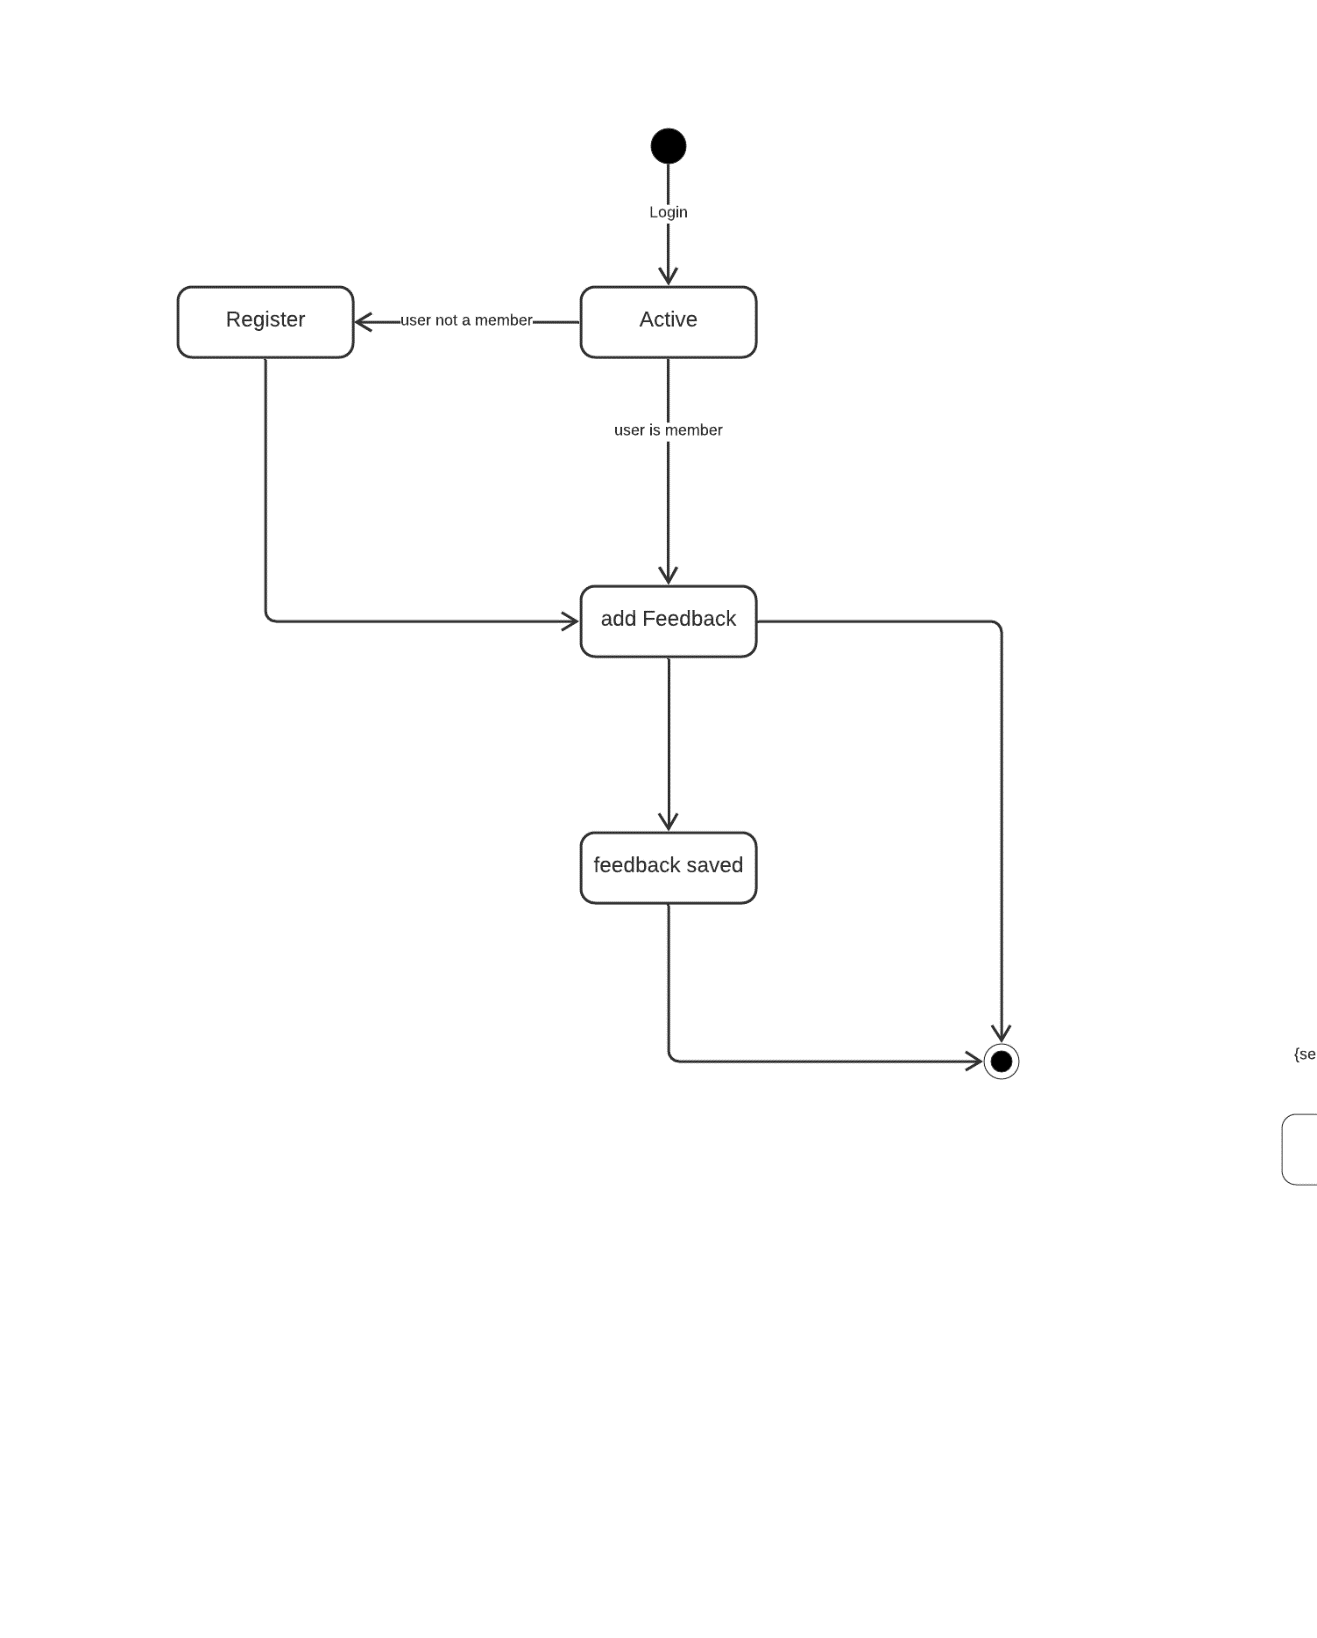 Login
Register
user not a member
Active
user is member
add Feedback
feedback saved
{se